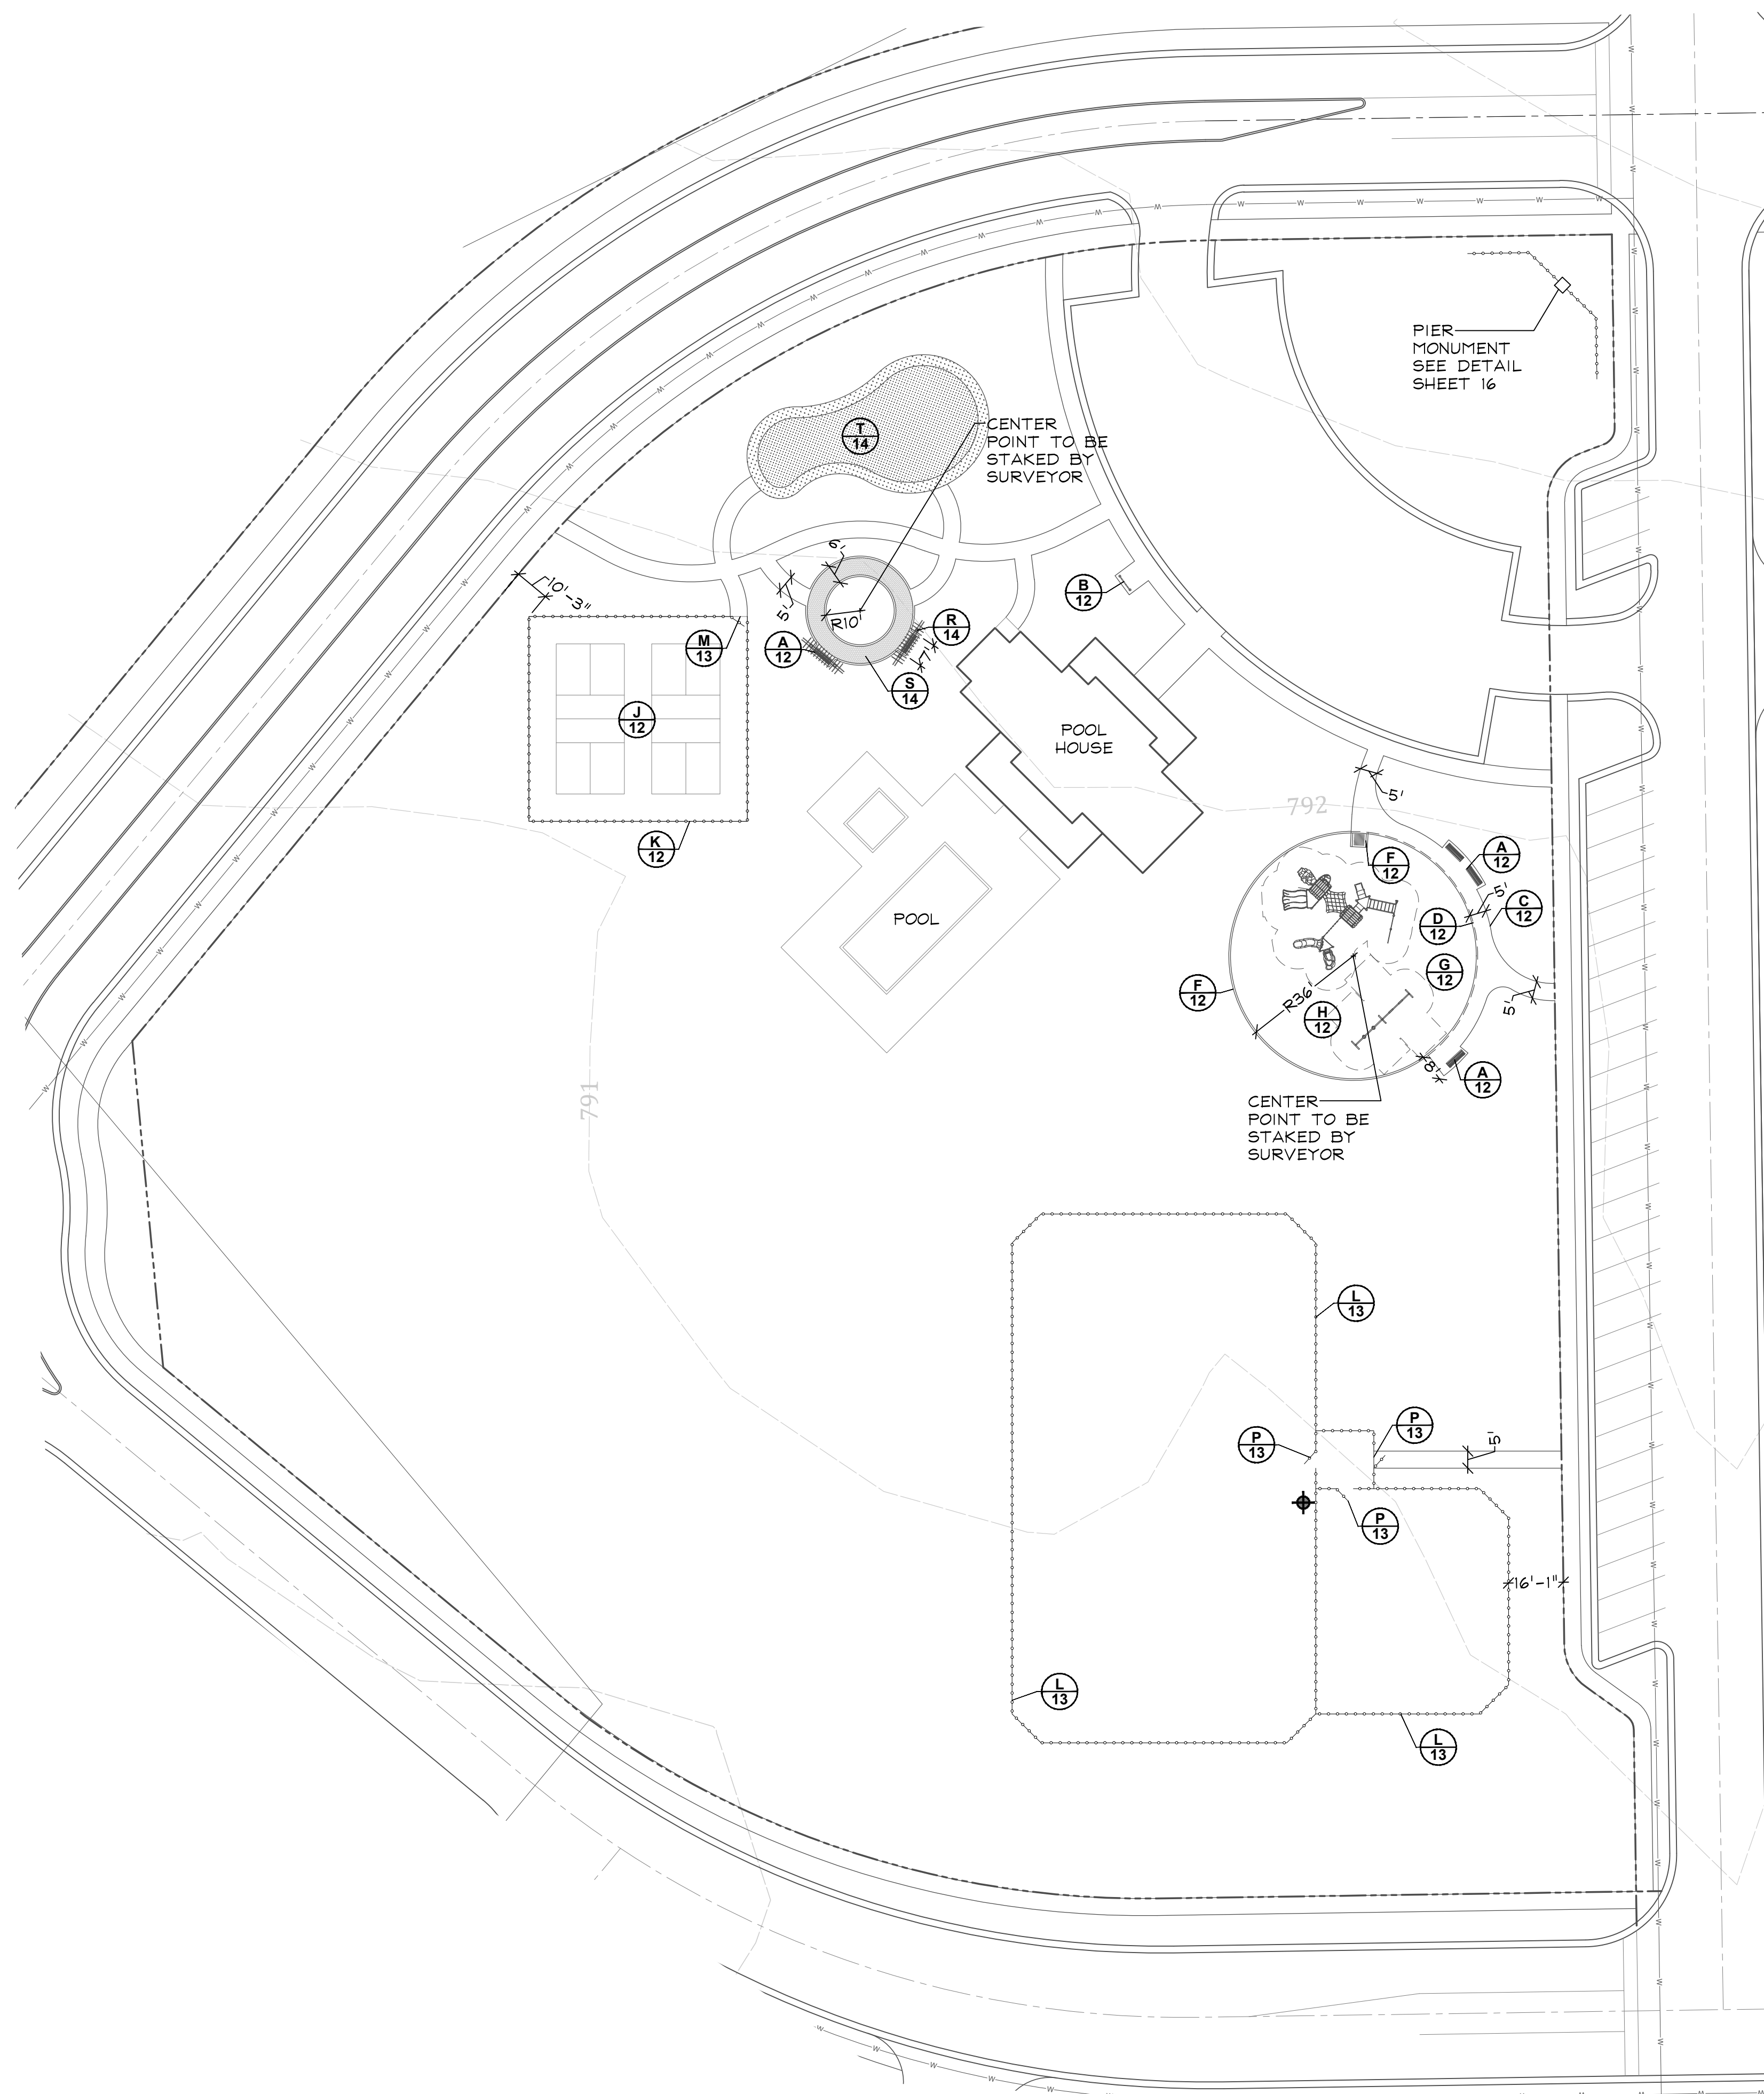 PIER
MONUMENT
SEE DETAIL
SHEET 16
T
14
CENTER
POINT TO BE
STAKED BY
SURVEYOR
6'
10'-3"
5'
R10'
B
12
M
13
A
12
R
14
7'
S
14
J
12
POOL
HOUSE
K
12
792
5'
F
12
A
12
5'
C
12
D
12
POOL
G
12
F
12
R36'
H
12
5'
8'
A
12
791
CENTER
POINT TO BE
STAKED BY
SURVEYOR
L
13
P
13
P
13
5'
P
13
16'-1"
L
13
L
13